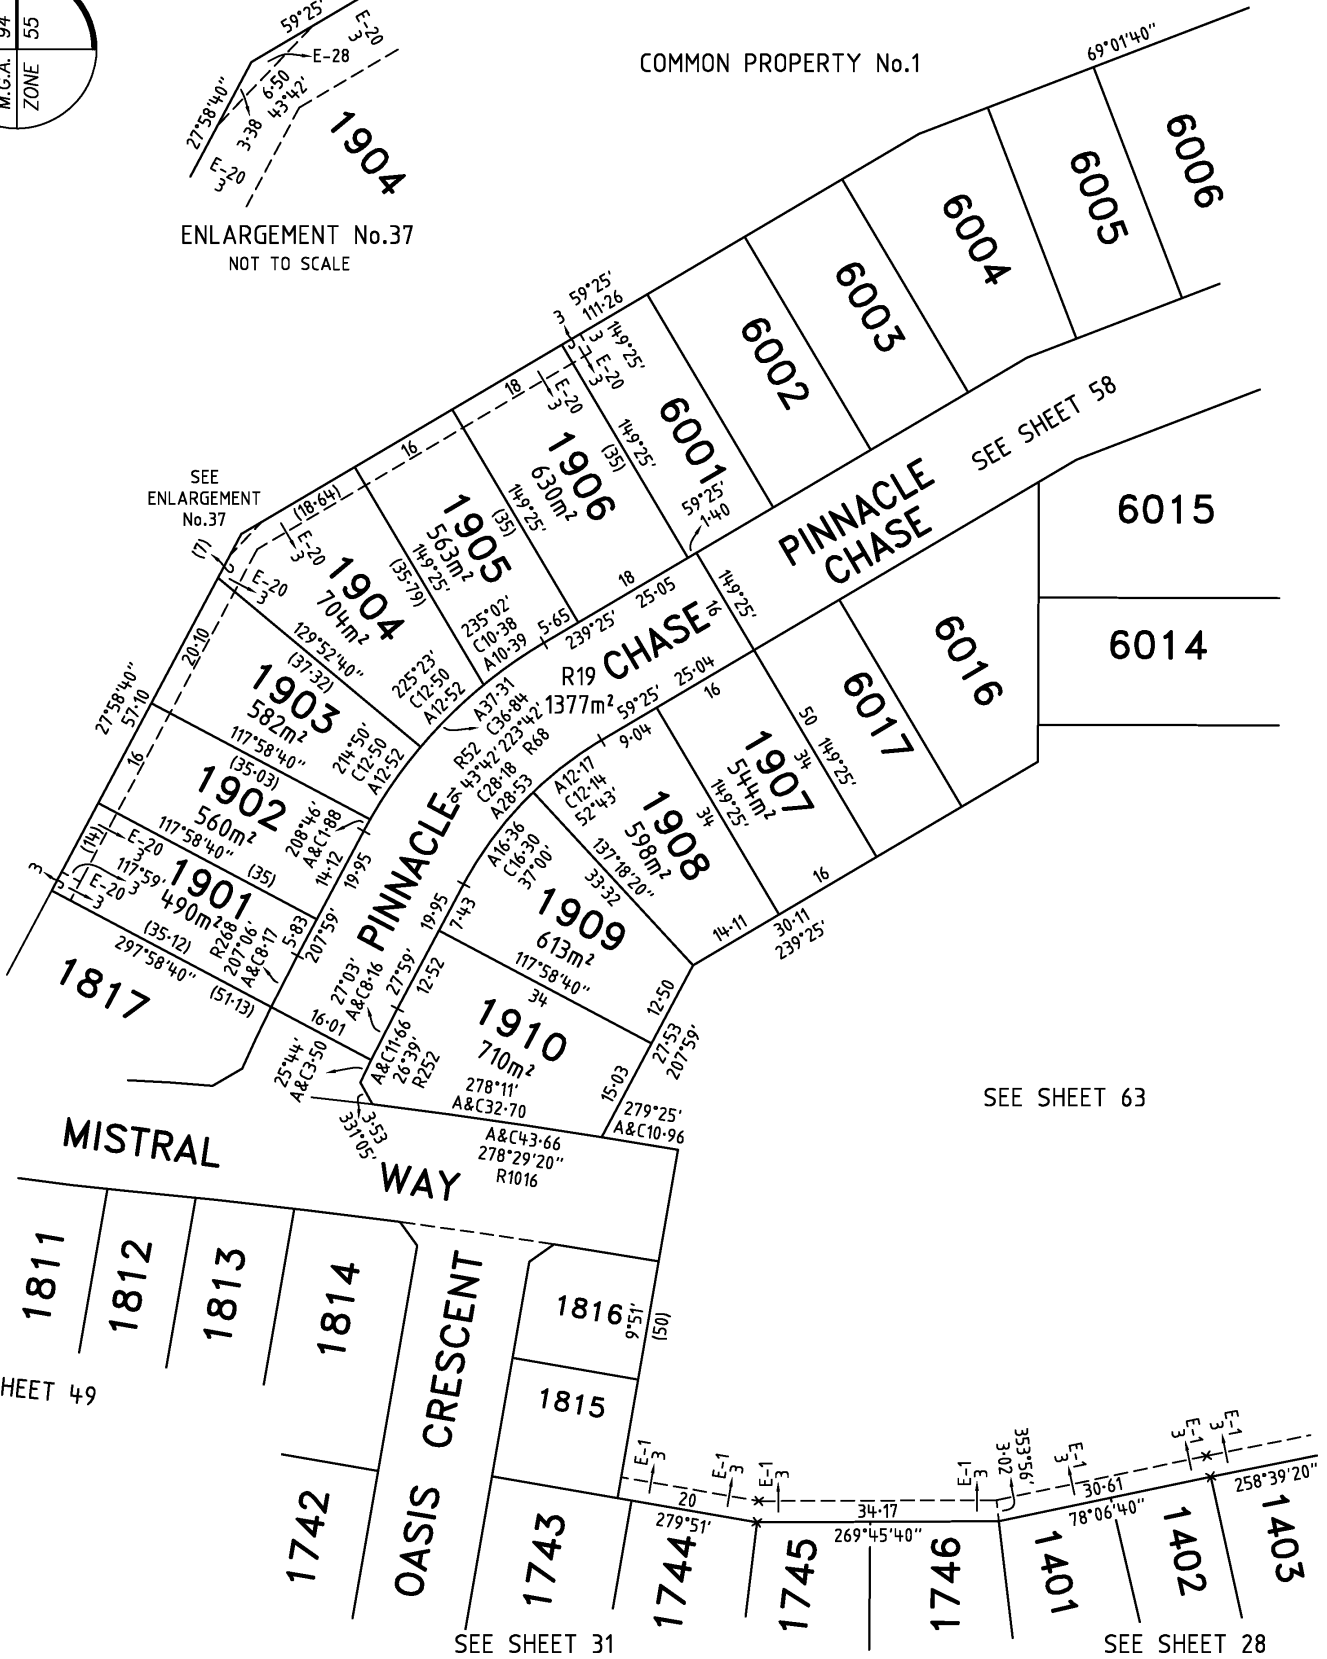 M.G.A. 94
ZONE 55
59°25'
E-20
3
E-28
27°58'40"
6·50
43°42'
3·38
E-20
3
1904
ENLARGEMENT No.37
NOT TO SCALE
COMMON PROPERTY No.1
69°01'40"
6006
6005
6004
6003
6002
6001
59°25'
111·26
3
3
149°25'
E-20
3
18
E-20
3
149°25'
(35)
59°25'
1·40
1906
630m²
16
149°25'
(35)
1905
563m²
SEE
ENLARGEMENT
No.37
(18·64)
E-20
3
149°25'
(35·79)
1904
704m²
(7)
E-20
3
129°52'40"
(37·32)
SEE SHEET 58
PINNACLE
CHASE
6015
6014
6016
6017
18
25·05
239°25'
5·65
235°02'
C10·38
A10·39
225°23'
C12·50
A12·52
149°25'
16
CHASE
R19
1377m²
A37·31
C36·84
223°42'
R68
R52
43°42'
C28·18
A28·53
16
20·10
27°58'40"
57·10
1903
582m²
214°50'
C12·50
A12·52
117°58'40"
(35·03)
16
1902
560m²
208°46'
A&C1·88
14·12
19·95
117°58'40"
(35)
(14)
E-20
3
117°59'
3
E-20
3
3
1901
490m²
R268
207°06'
A&C8·17
5·83
207°59'
(35·12)
297°58'40"
(51·13)
1817
PINNACLE
59°25'
25·04
16
9·04
A12·17
C12·14
52°43'
50
149°25'
34
1907
544m²
149°25'
34
1908
598m²
137°18'20"
33·32
16
30·11
239°25'
14·11
A16·36
C16·30
37°00'
19·95
7·43
1909
613m²
117°58'40"
34
12·50
27·53
207°59'
27°59'
12·52
27°03'
A&C8·16
16·01
25°44'
A&C3·50
A&C11·66
26°39'
R252
1910
710m²
278°11'
A&C32·70
15·03
279°25'
A&C10·96
3·53
331°05'
A&C43·66
278°29'20"
R1016
SEE SHEET 63
MISTRAL
WAY
1811
1812
1813
1814
OASIS CRESCENT
1816
9°51'
(50)
1815
HEET 49
1742
1743
E-1
3
E-1
3
E-1
3
20
279°51'
1744
1745
34·17
269°45'40"
1746
E-1
3
353°56'
3·02
E-1
3
30·61
78°06'40"
1401
E-1
3
E-1
3
1402
258°39'20"
1403
SEE SHEET 31
SEE SHEET 28